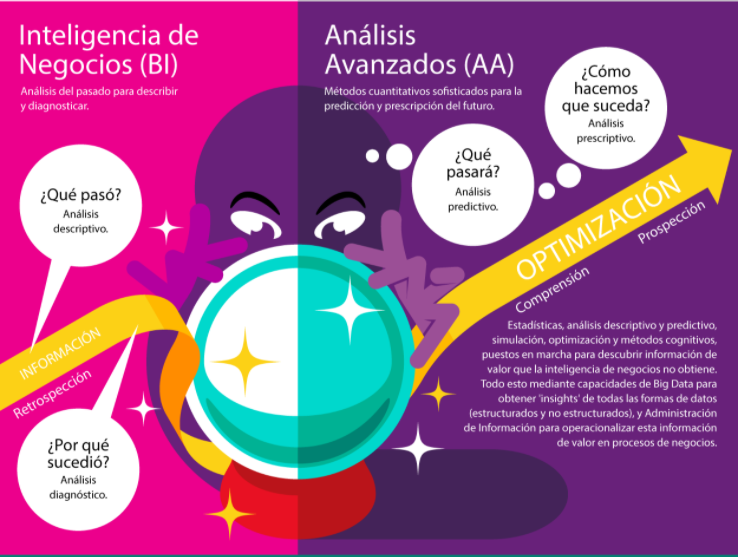 Inteligencia de
Negocios (BI)
Análisis del pasado para describir
y diagnosticar.
¿Qué pasó?
Análisis
descriptivo.
INFORMACIÓN
Retrospección
¿Por qué
sucedió?
Análisis
diagnóstico.
Análisis
Avanzados (AA)
Métodos cuantitativos sofisticados para la
predicción y prescripción del futuro.
¿Qué
pasará?
Análisis
predictivo.
¿Cómo
hacemos
que suceda?
Análisis
prescriptivo.
OPTIMIZACIÓN
Comprensión
Prospección
Estadísticas, análisis descriptivo y predictivo,
simulación, optimización y métodos cognitivos,
puestos en marcha para descubrir información de
valor que la inteligencia de negocios no obtiene.
Todo esto mediante capacidades de Big Data para
obtener 'insights' de todas las formas de datos
(estructurados y no estructurados), y Administración
de Información para operacionalizar esta información
de valor en procesos de negocios.